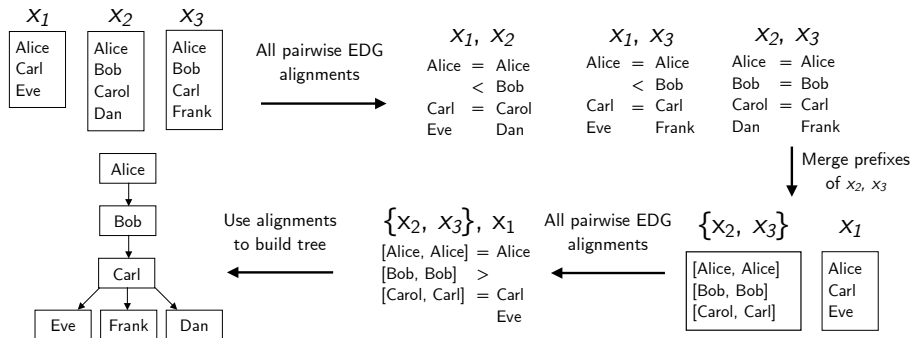 x1 x2 x3
Alice
Carl
Eve
Alice
Bob
Carol
Dan
Alice
Bob
Carl
Frank
All pairwise EDG
alignments
x1, x2
Alice = Alice
< Bob
Carl = Carol
Eve Dan
x1, x3
Alice = Alice
< Bob
Carl = Carl
Eve Frank
x2, x3
Alice = Alice
Bob = Bob
Carol = Carl
Dan Frank
Merge prefixes
of x2, x3
{x2, x3} x1
[Alice, Alice]
[Bob, Bob]
[Carol, Carl]
Alice
Carl
Eve
All pairwise EDG
alignments
{x2, x3}, x1
[Alice, Alice] = Alice
[Bob, Bob] >
[Carol, Carl] = Carl
Eve
Use alignments
to build tree
Alice
Bob
Carl
Eve Frank Dan